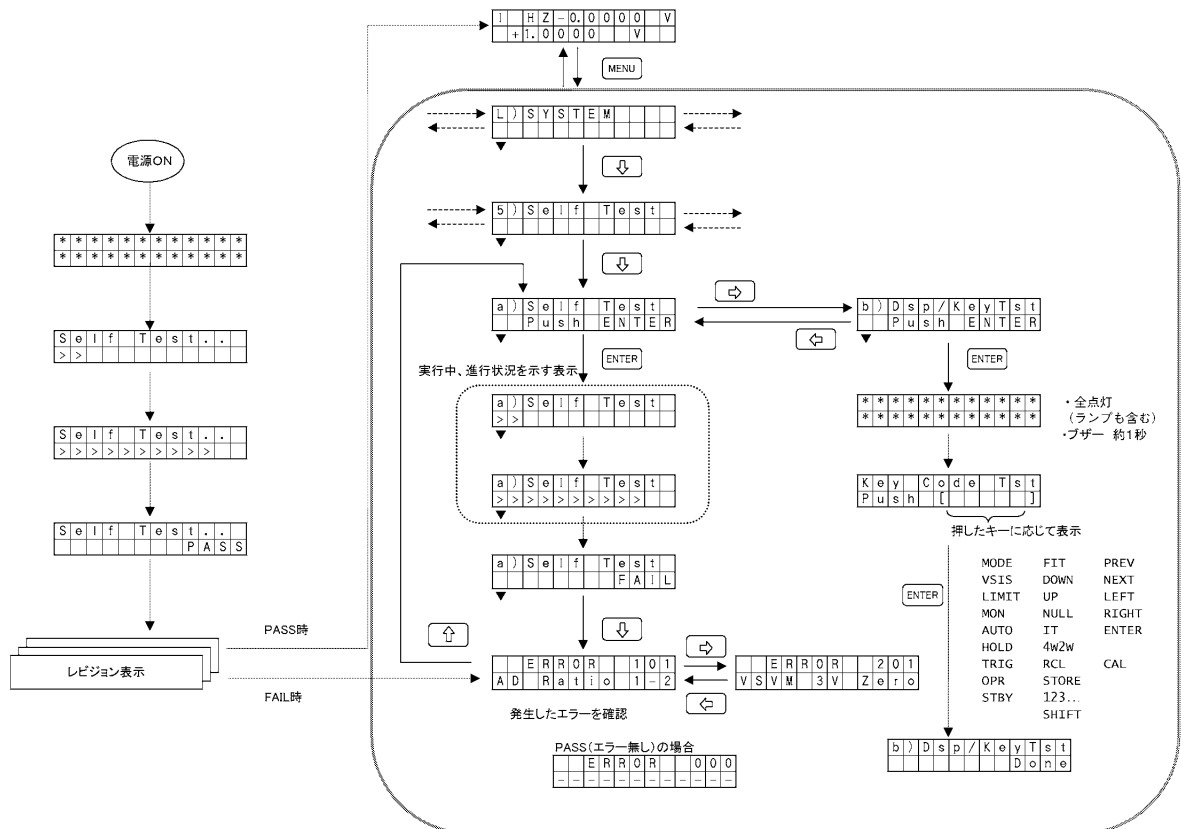 I HZ-0.0000 V
+1.0000 V
MENU
L)SYSTEM
電源ON
5)Self Test
************
************
Self Test..
>>
a)Self Test
Push ENTER
b)Dsp/KeyTst
Push ENTER
ENTER
ENTER
実行中、進行状況を示す表示
a)Self Test
>>
************
************
・全点灯
(ランプも含む)
・ブザー 約1秒
Self Test..
>>>>>>>>>>
a)Self Test
>>>>>>>>>>
Key Code Tst
Push [ ]
押したキーに応じて表示
Self Test..
PASS
a)Self Test
FAIL
MODE FIT PREV
VSIS DOWN NEXT
LIMIT UP LEFT
MON NULL RIGHT
AUTO IT ENTER
HOLD 4W2W
TRIG RCL CAL
OPR STORE
STBY 123...
SHIFT
ENTER
PASS時
レビジョン表示
FAIL時
ERROR 101
AD Ratio 1-2
ERROR 201
VSVM 3V Zero
発生したエラーを確認
PASS(エラー無し)の場合
ERROR 000
------------
b)Dsp/KeyTst
Done